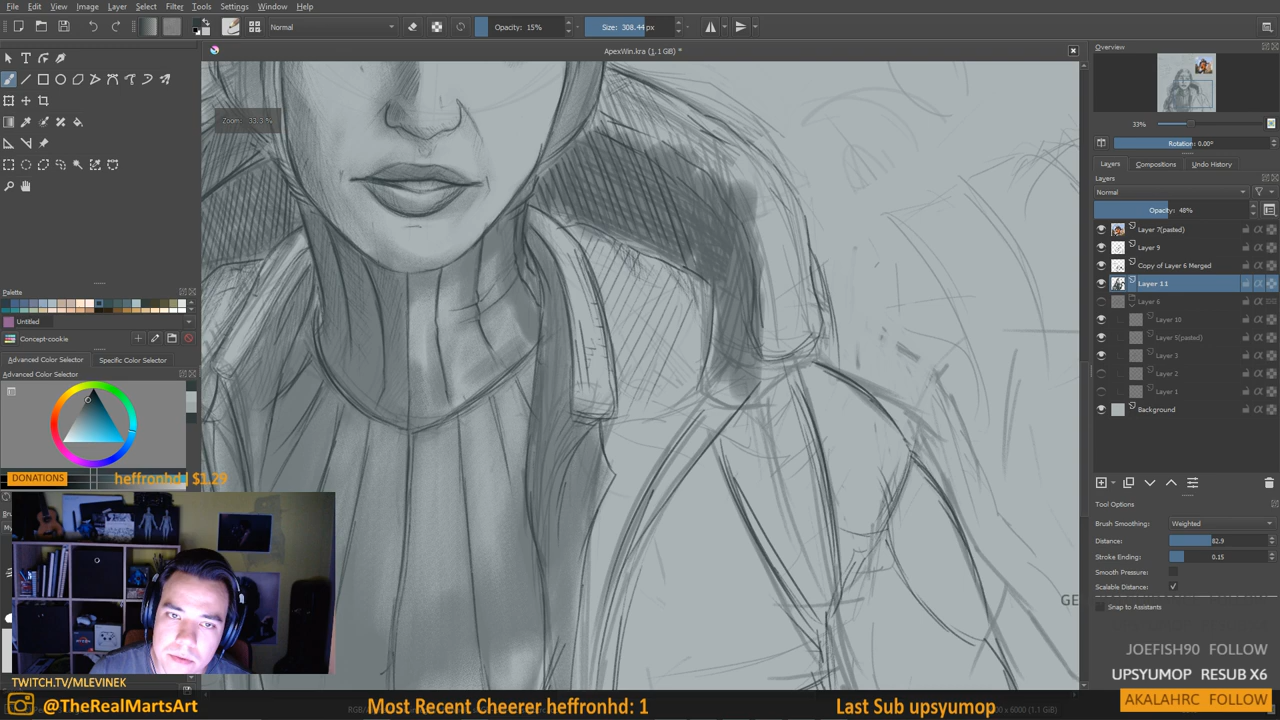 File Edit View Image Layer Select Filter Tools Settings Window Help
Normal
Opacity: 15%
Size: 308.44 px
ApexWin.kra (1.1 GB) *
Zoom: 33.3 %
Overview
33%
Rotation: 0.00°
Layers Compositions Undo History
Layers
Normal
Opacity: 48%
Layer 7(pasted)
Layer 9
Copy of Layer 6 Merged
Layer 11
Layer 6
Layer 10
Layer 5(pasted)
Layer 3
Layer 2
Layer 1
Background
Tool Options
Brush Smoothing: Weighted
Distance: 82.9
Stroke Ending: 0.15
Smooth Pressure:
Scalable Distance:
Snap to Assistants
Palette
Untitled
Concept-cookie
Advanced Color Selector Specific Color Selector
Advanced Color Selector
DONATIONS heffronhd | $1.29
GE
JOEFISH90 FOLLOW
UPSYUMOP RESUB X6
AKALAHRC FOLLOW
TWITCH.TV/MLEVINEK
@TheRealMartsArt
Most Recent Cheerer heffronhd: 1
Last Sub upsyumop